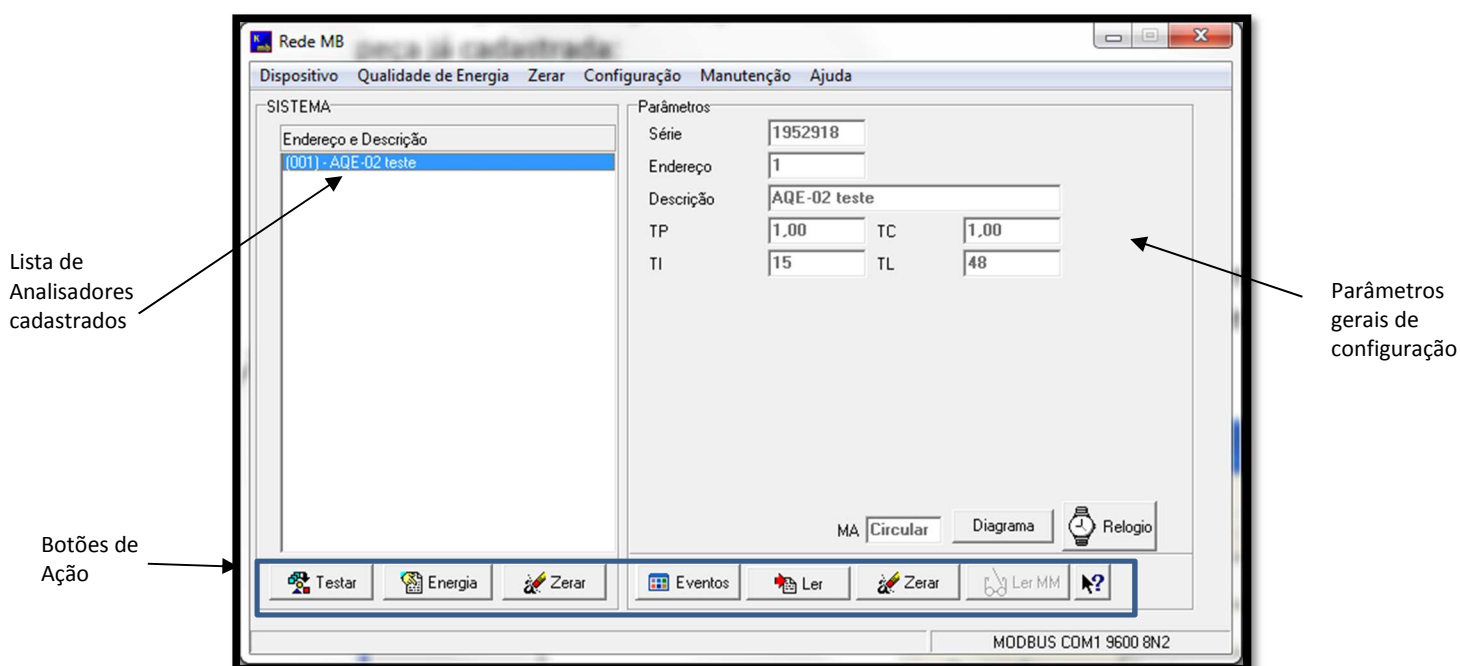 Rede MB
peça já cadastrada:
Dispositivo Qualidade de Energia Zerar Configuração Manutenção Ajuda
SISTEMA
Endereço e Descrição
(001) - AQE-02 teste
Parâmetros
Série 1952918
Endereço 1
Descrição AQE-02 teste
TP 1,00 TC 1,00
TI 15 TL 48
MA Circular Diagrama Relogio
Testar Energia Zerar Eventos Ler Zerar Ler MM ?
MODBUS COM1 9600 8N2
Lista de
Analisadores
cadastrados
Botões de
Ação
Parâmetros
gerais de
configuração